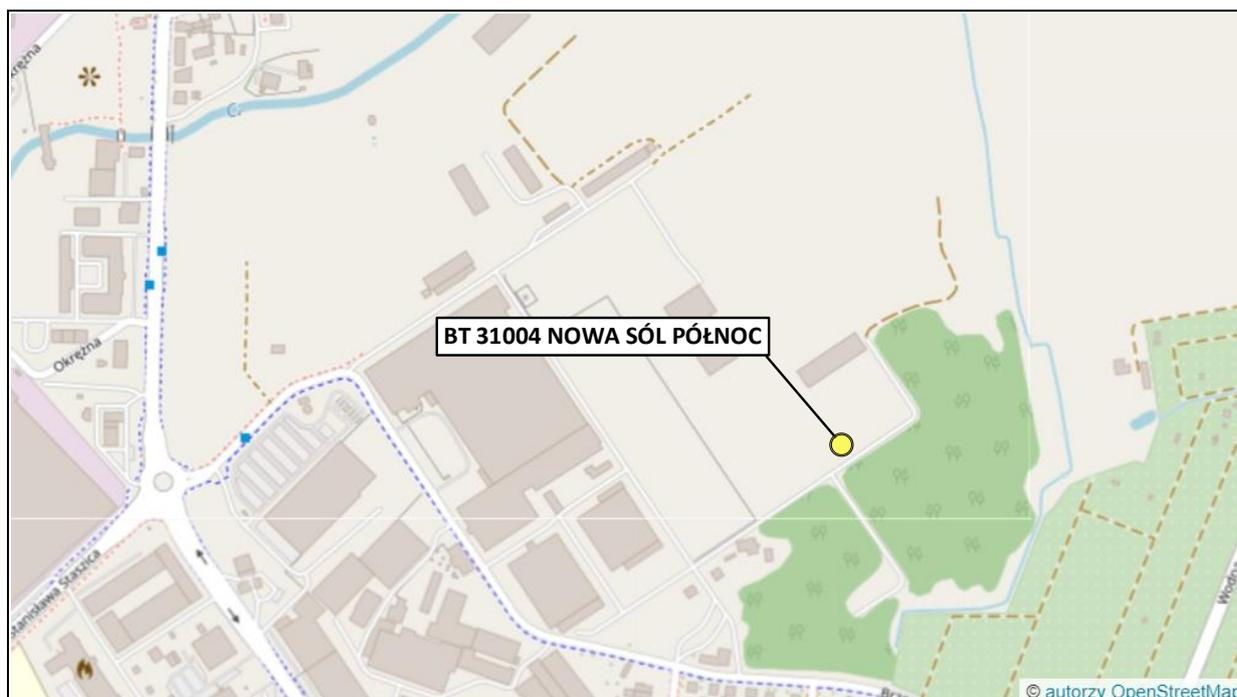 Okrężna
BT 31004 NOWA SÓL PÓŁNOC
Okrężna
Stanisława Staszica
© autorzy OpenStreetMap